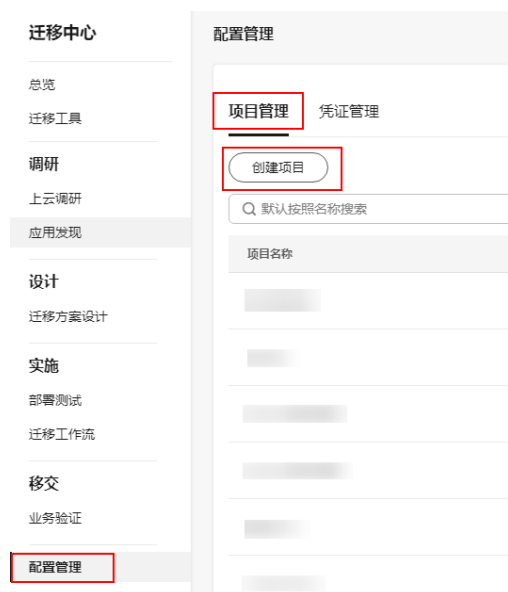 迁移中心
总览
迁移工具
调研
上云调研
应用发现
设计
迁移方案设计
实施
部署测试
迁移工作流
移交
业务验证
配置管理
配置管理
项目管理 凭证管理
创建项目
默认按照名称搜索
项目名称